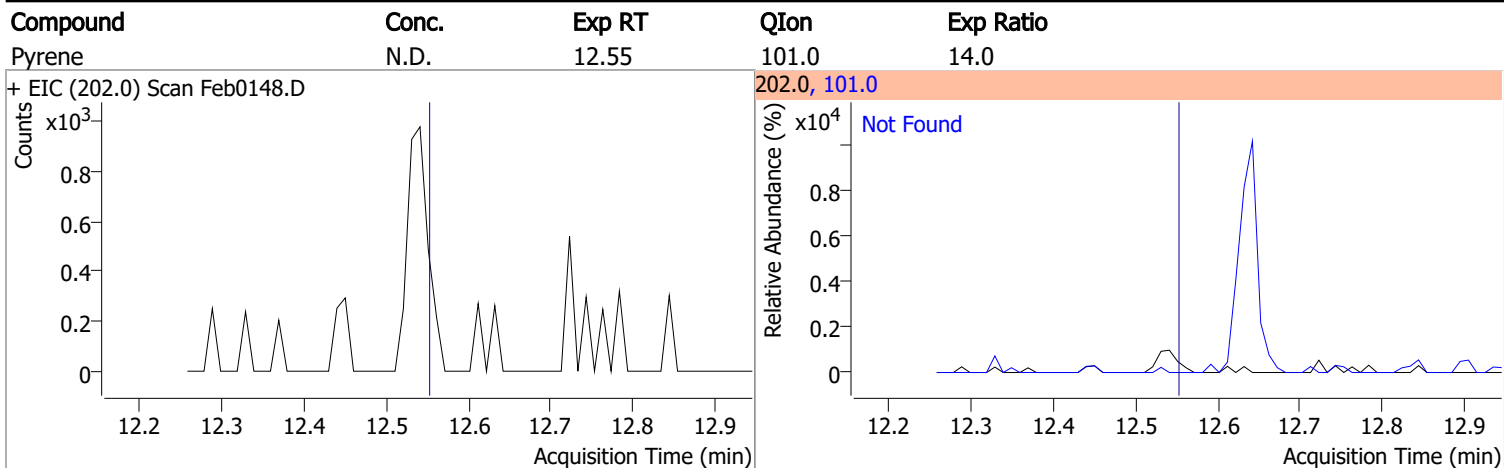 Compound Conc. Exp RT QIon Exp Ratio
Pyrene N.D. 12.55 101.0 14.0
+ EIC (202.0) Scan Feb0148.D
Counts
x10³
0.8
0.6
0.4
0.2
0
12.2 12.3 12.4 12.5 12.6 12.7 12.8 12.9
Acquisition Time (min)
202.0, 101.0
Relative Abundance (%)
x10⁴
Not Found
0.8
0.6
0.4
0.2
0
12.2 12.3 12.4 12.5 12.6 12.7 12.8 12.9
Acquisition Time (min)